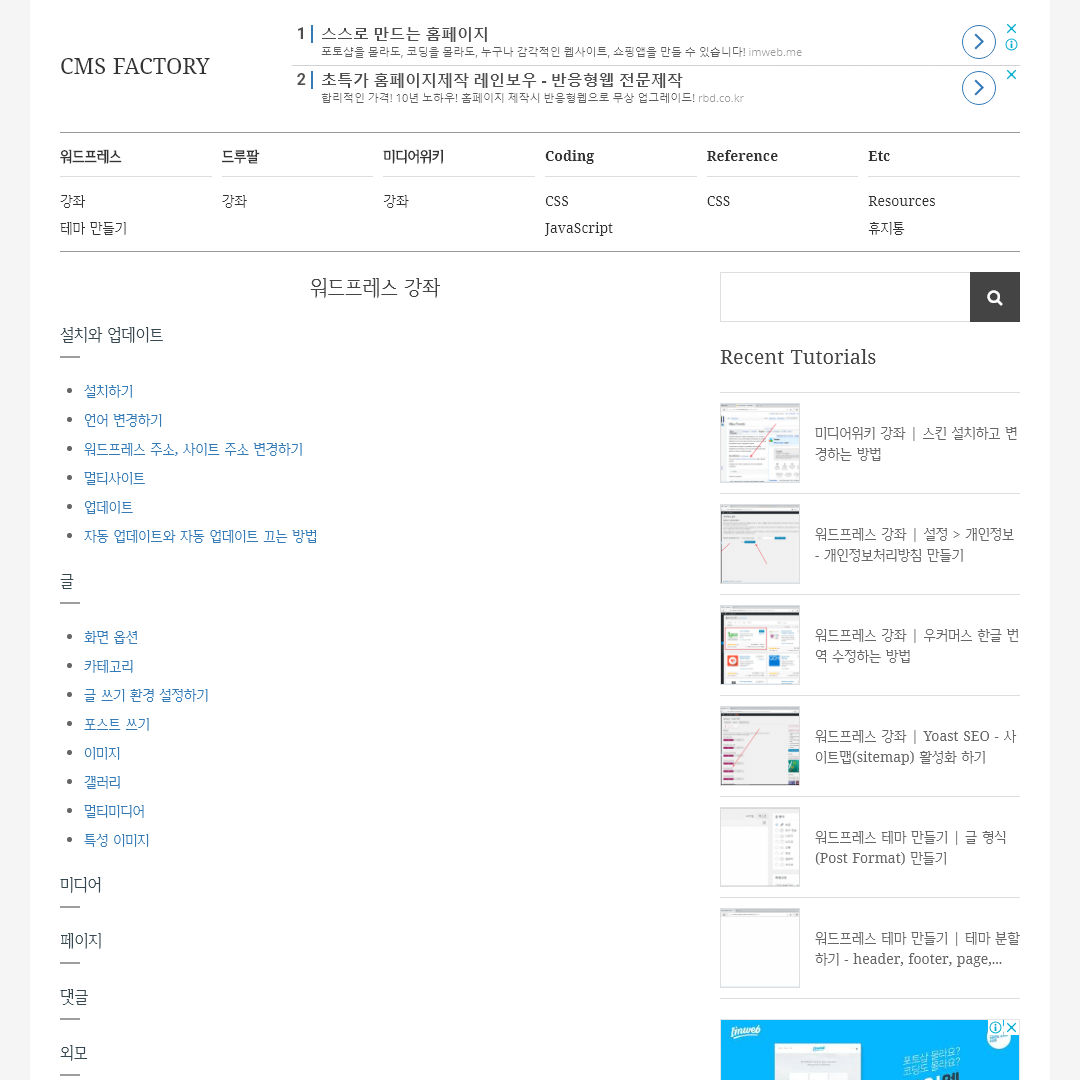 CMS FACTORY
1 스스로 만드는 홈페이지
포토샵을 몰라도, 코딩을 몰라도, 누구나 감각적인 웹사이트, 쇼핑앱을 만들 수 있습니다! imweb.me
2 초특가 홈페이지제작 레인보우 - 반응형웹 전문제작
합리적인 가격! 10년 노하우! 홈페이지 제작시 반응형웹으로 무상 업그레이드! rbd.co.kr
워드프레스 드루팔 미디어위키 Coding Reference Etc
강좌 강좌 강좌 CSS CSS Resources
테마 만들기 JavaScript 휴지통
워드프레스 강좌
설치와 업데이트
설치하기
언어 변경하기
워드프레스 주소, 사이트 주소 변경하기
멀티사이트
업데이트
자동 업데이트와 자동 업데이트 끄는 방법
글
화면 옵션
카테고리
글 쓰기 환경 설정하기
포스트 쓰기
이미지
갤러리
멀티미디어
특성 이미지
미디어
페이지
댓글
외모
Recent Tutorials
미디어위키 강좌 | 스킨 설치하고 변
경하는 방법
워드프레스 강좌 | 설정 > 개인정보
- 개인정보처리방침 만들기
워드프레스 강좌 | 우커머스 한글 번
역 수정하는 방법
워드프레스 강좌 | Yoast SEO - 사
이트맵(sitemap) 활성화 하기
워드프레스 테마 만들기 | 글 형식
(Post Format) 만들기
워드프레스 테마 만들기 | 테마 분할
하기 - header, footer, page,...
imweb
포토샵 몰라요?
코딩도 몰라요?